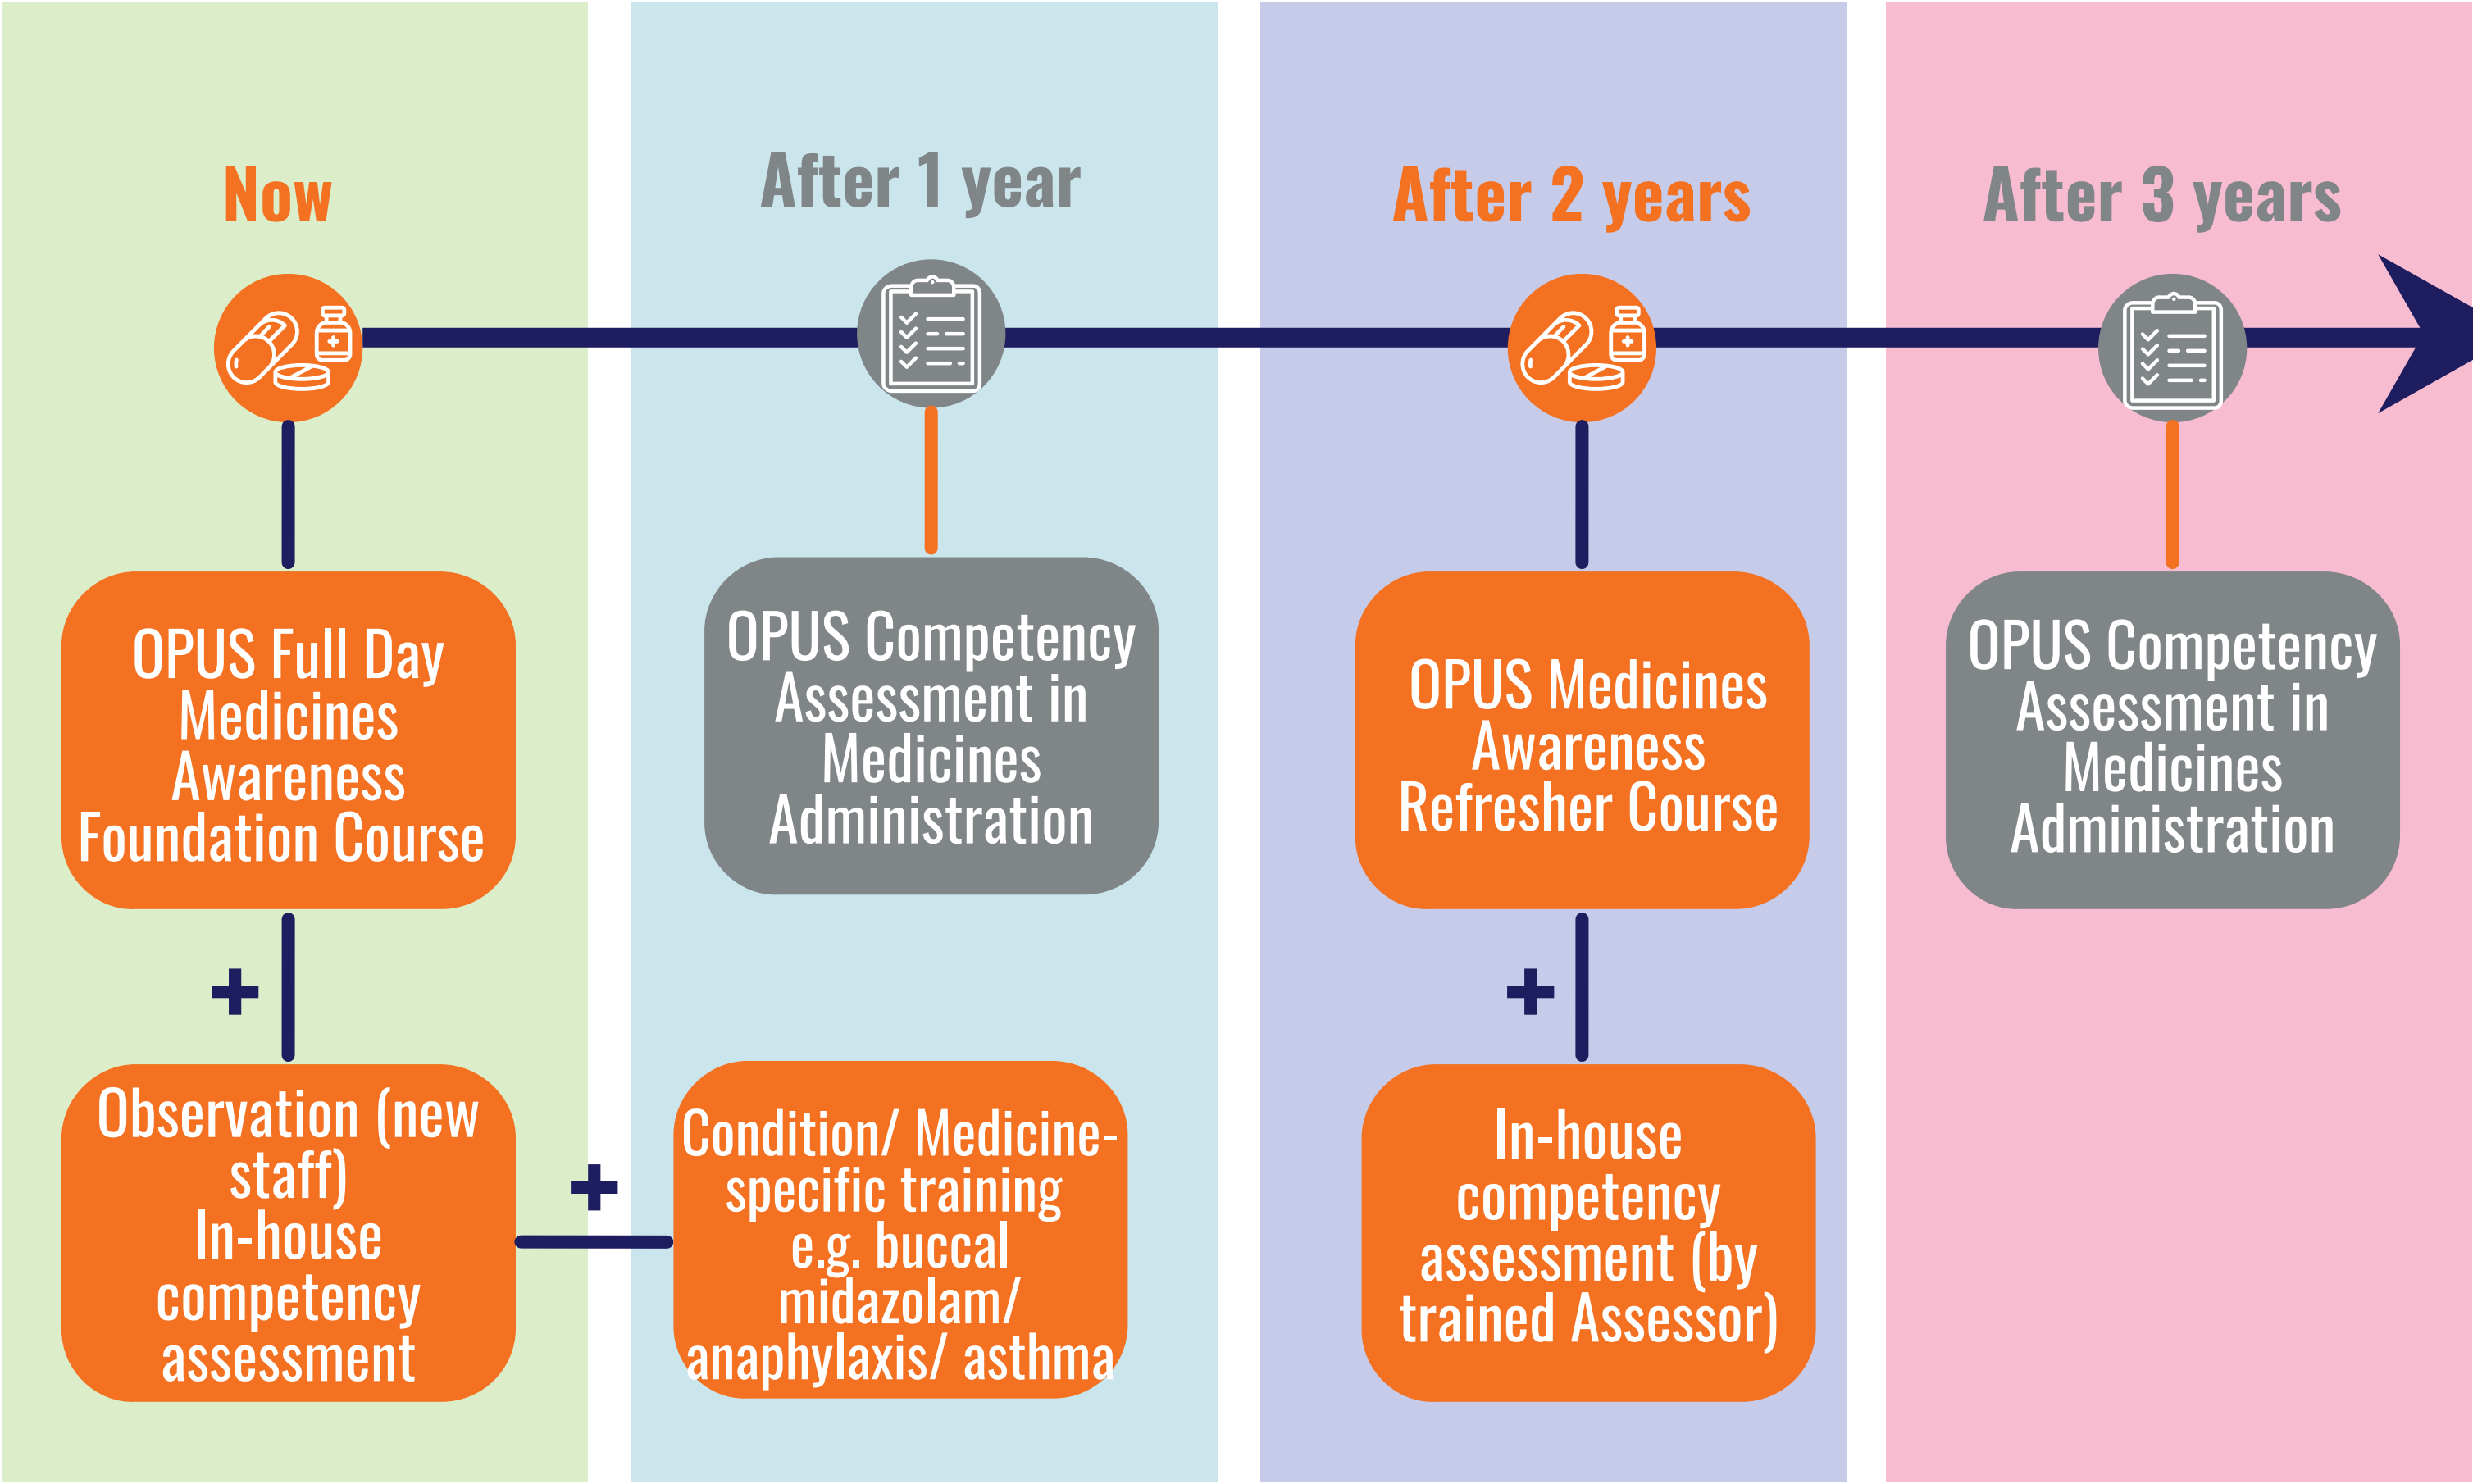 Now
OPUS Full Day
Medicines
Awareness
Foundation Course
+
Observation (new
staff)
In-house
competency
assessment
+
After 1 year
OPUS Competency
Assessment in
Medicines
Administration
Condition/ Medicine-
specific training
e.g. buccal
midazolam/
anaphylaxis/ asthma
After 2 years
OPUS Medicines
Awareness
Refresher Course
+
In-house
competency
assessment (by
trained Assessor)
After 3 years
OPUS Competency
Assessment in
Medicines
Administration